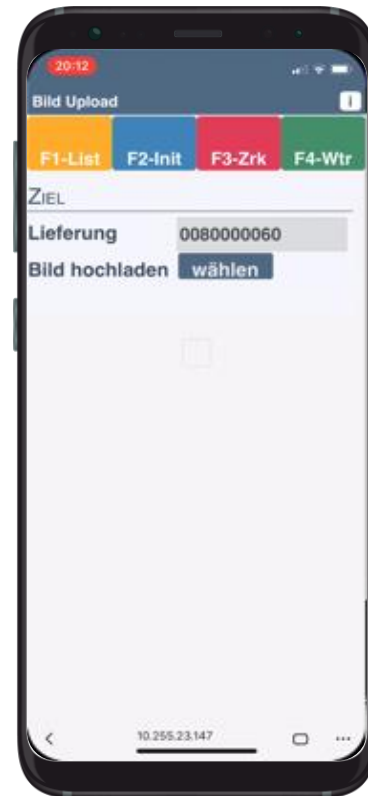 20:12
Bild Upload
F1-List F2-Init F3-Zrk F4-Wtr
ZIEL
Lieferung 0080000060
Bild hochladen wählen
10.255.23.147